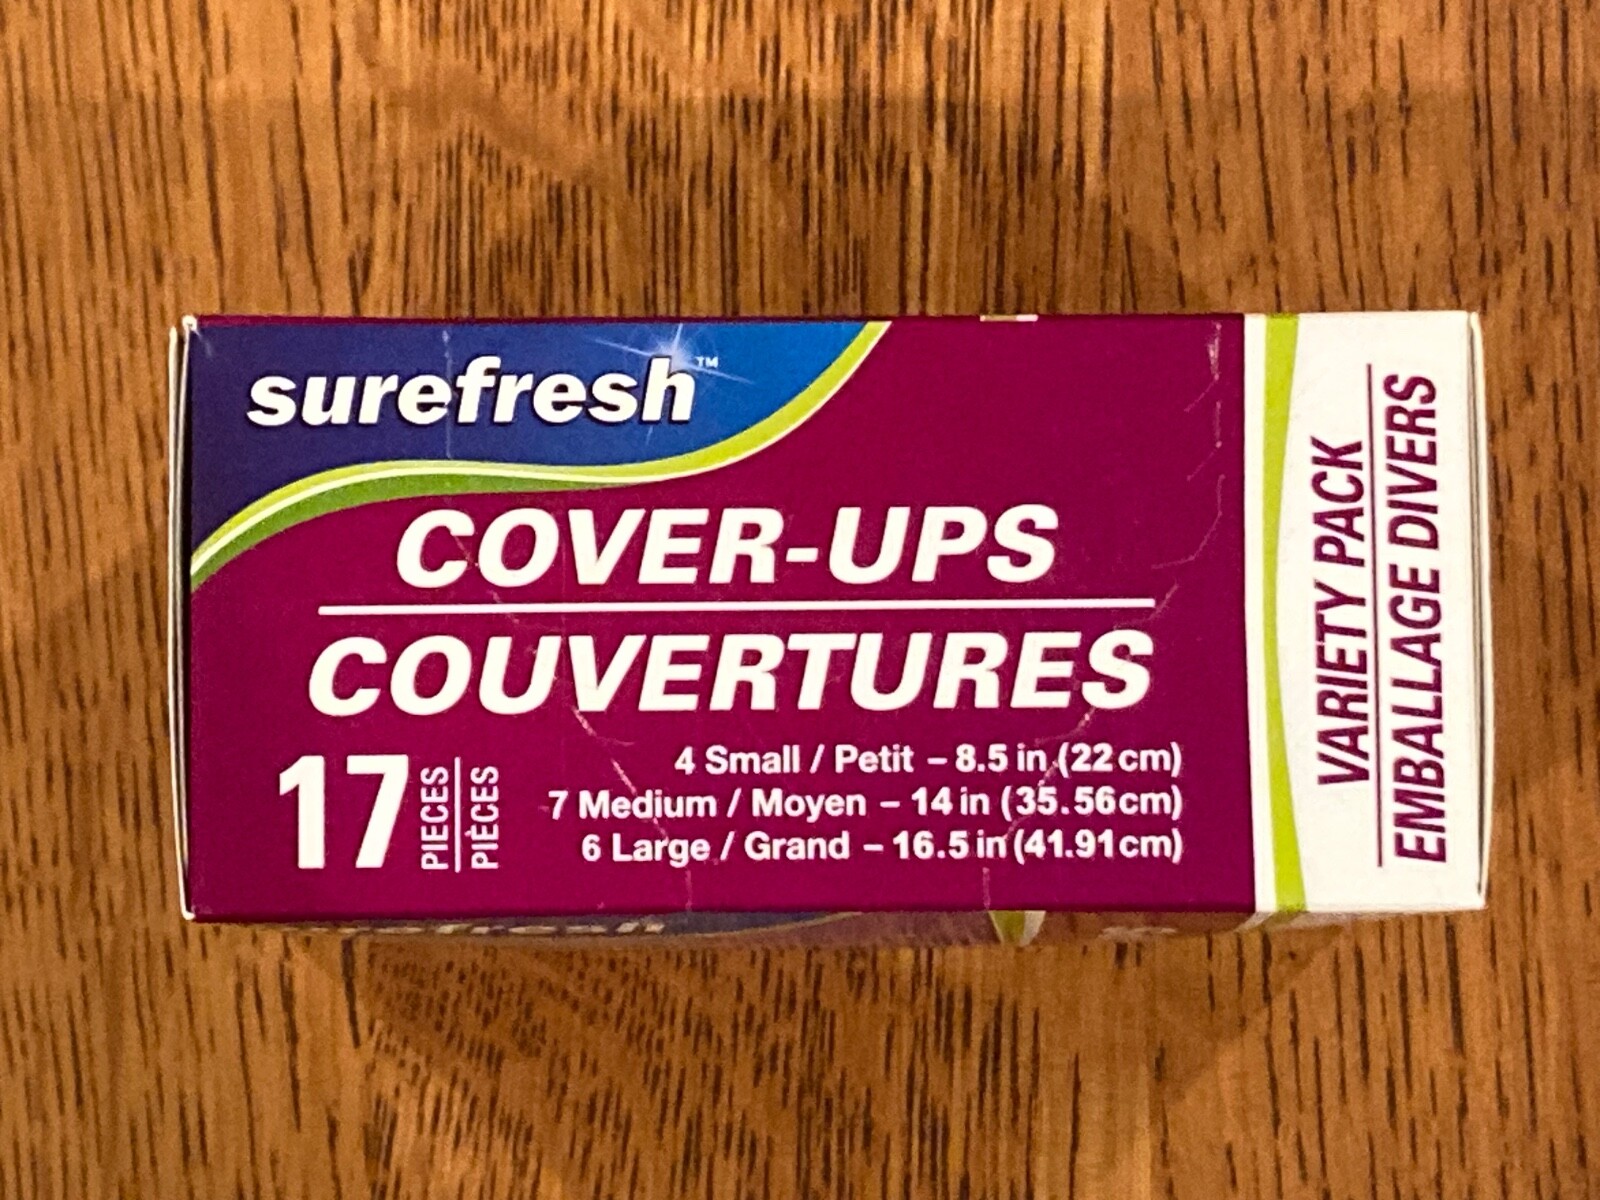 surefresh™
COVER-UPS
COUVERTURES
17 PIECES
PIÈCES
4 Small / Petit – 8.5 in (22 cm)
7 Medium / Moyen – 14 in (35.56 cm)
6 Large / Grand – 16.5 in (41.91 cm)
VARIETY PACK
EMBALLAGE DIVERS